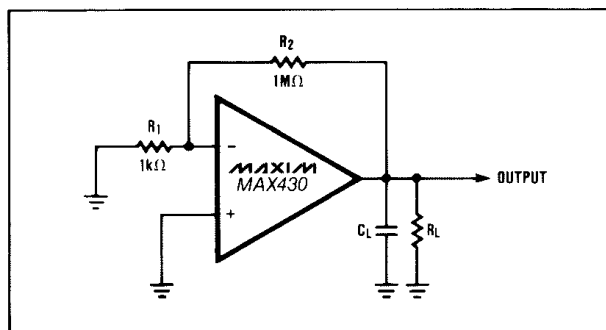 R2
1MΩ
R1
1kΩ
−
MAXIM
MAX430
+
OUTPUT
CL
RL